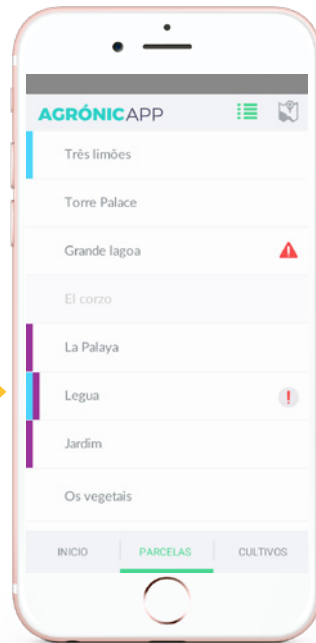 AGRÓNICAPP
Três limões
Torre Palace
Grande lagoa
El corzo
La Palaya
Legua
Jardim
Os vegetais
INICIO PARCELAS CULTIVOS